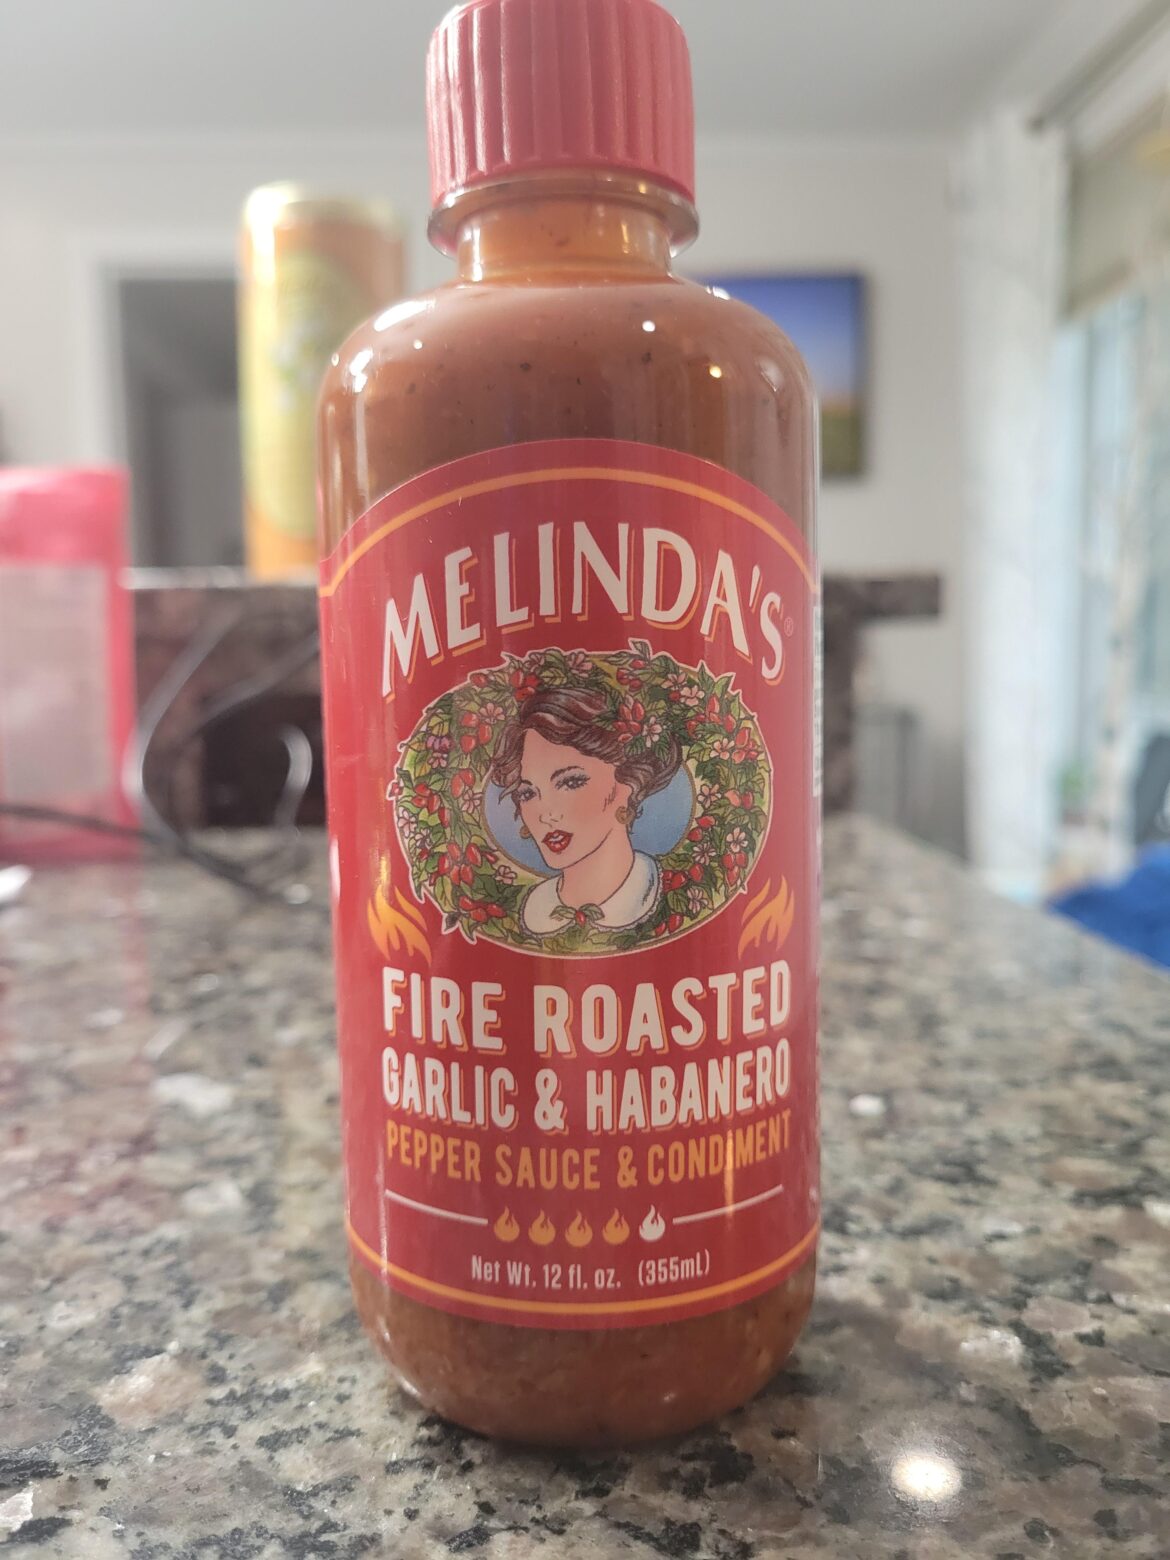 MELINDA'S®
FIRE ROASTED
GARLIC & HABANERO
PEPPER SAUCE & CONDIMENT
Net Wt. 12 fl. oz. (355mL)